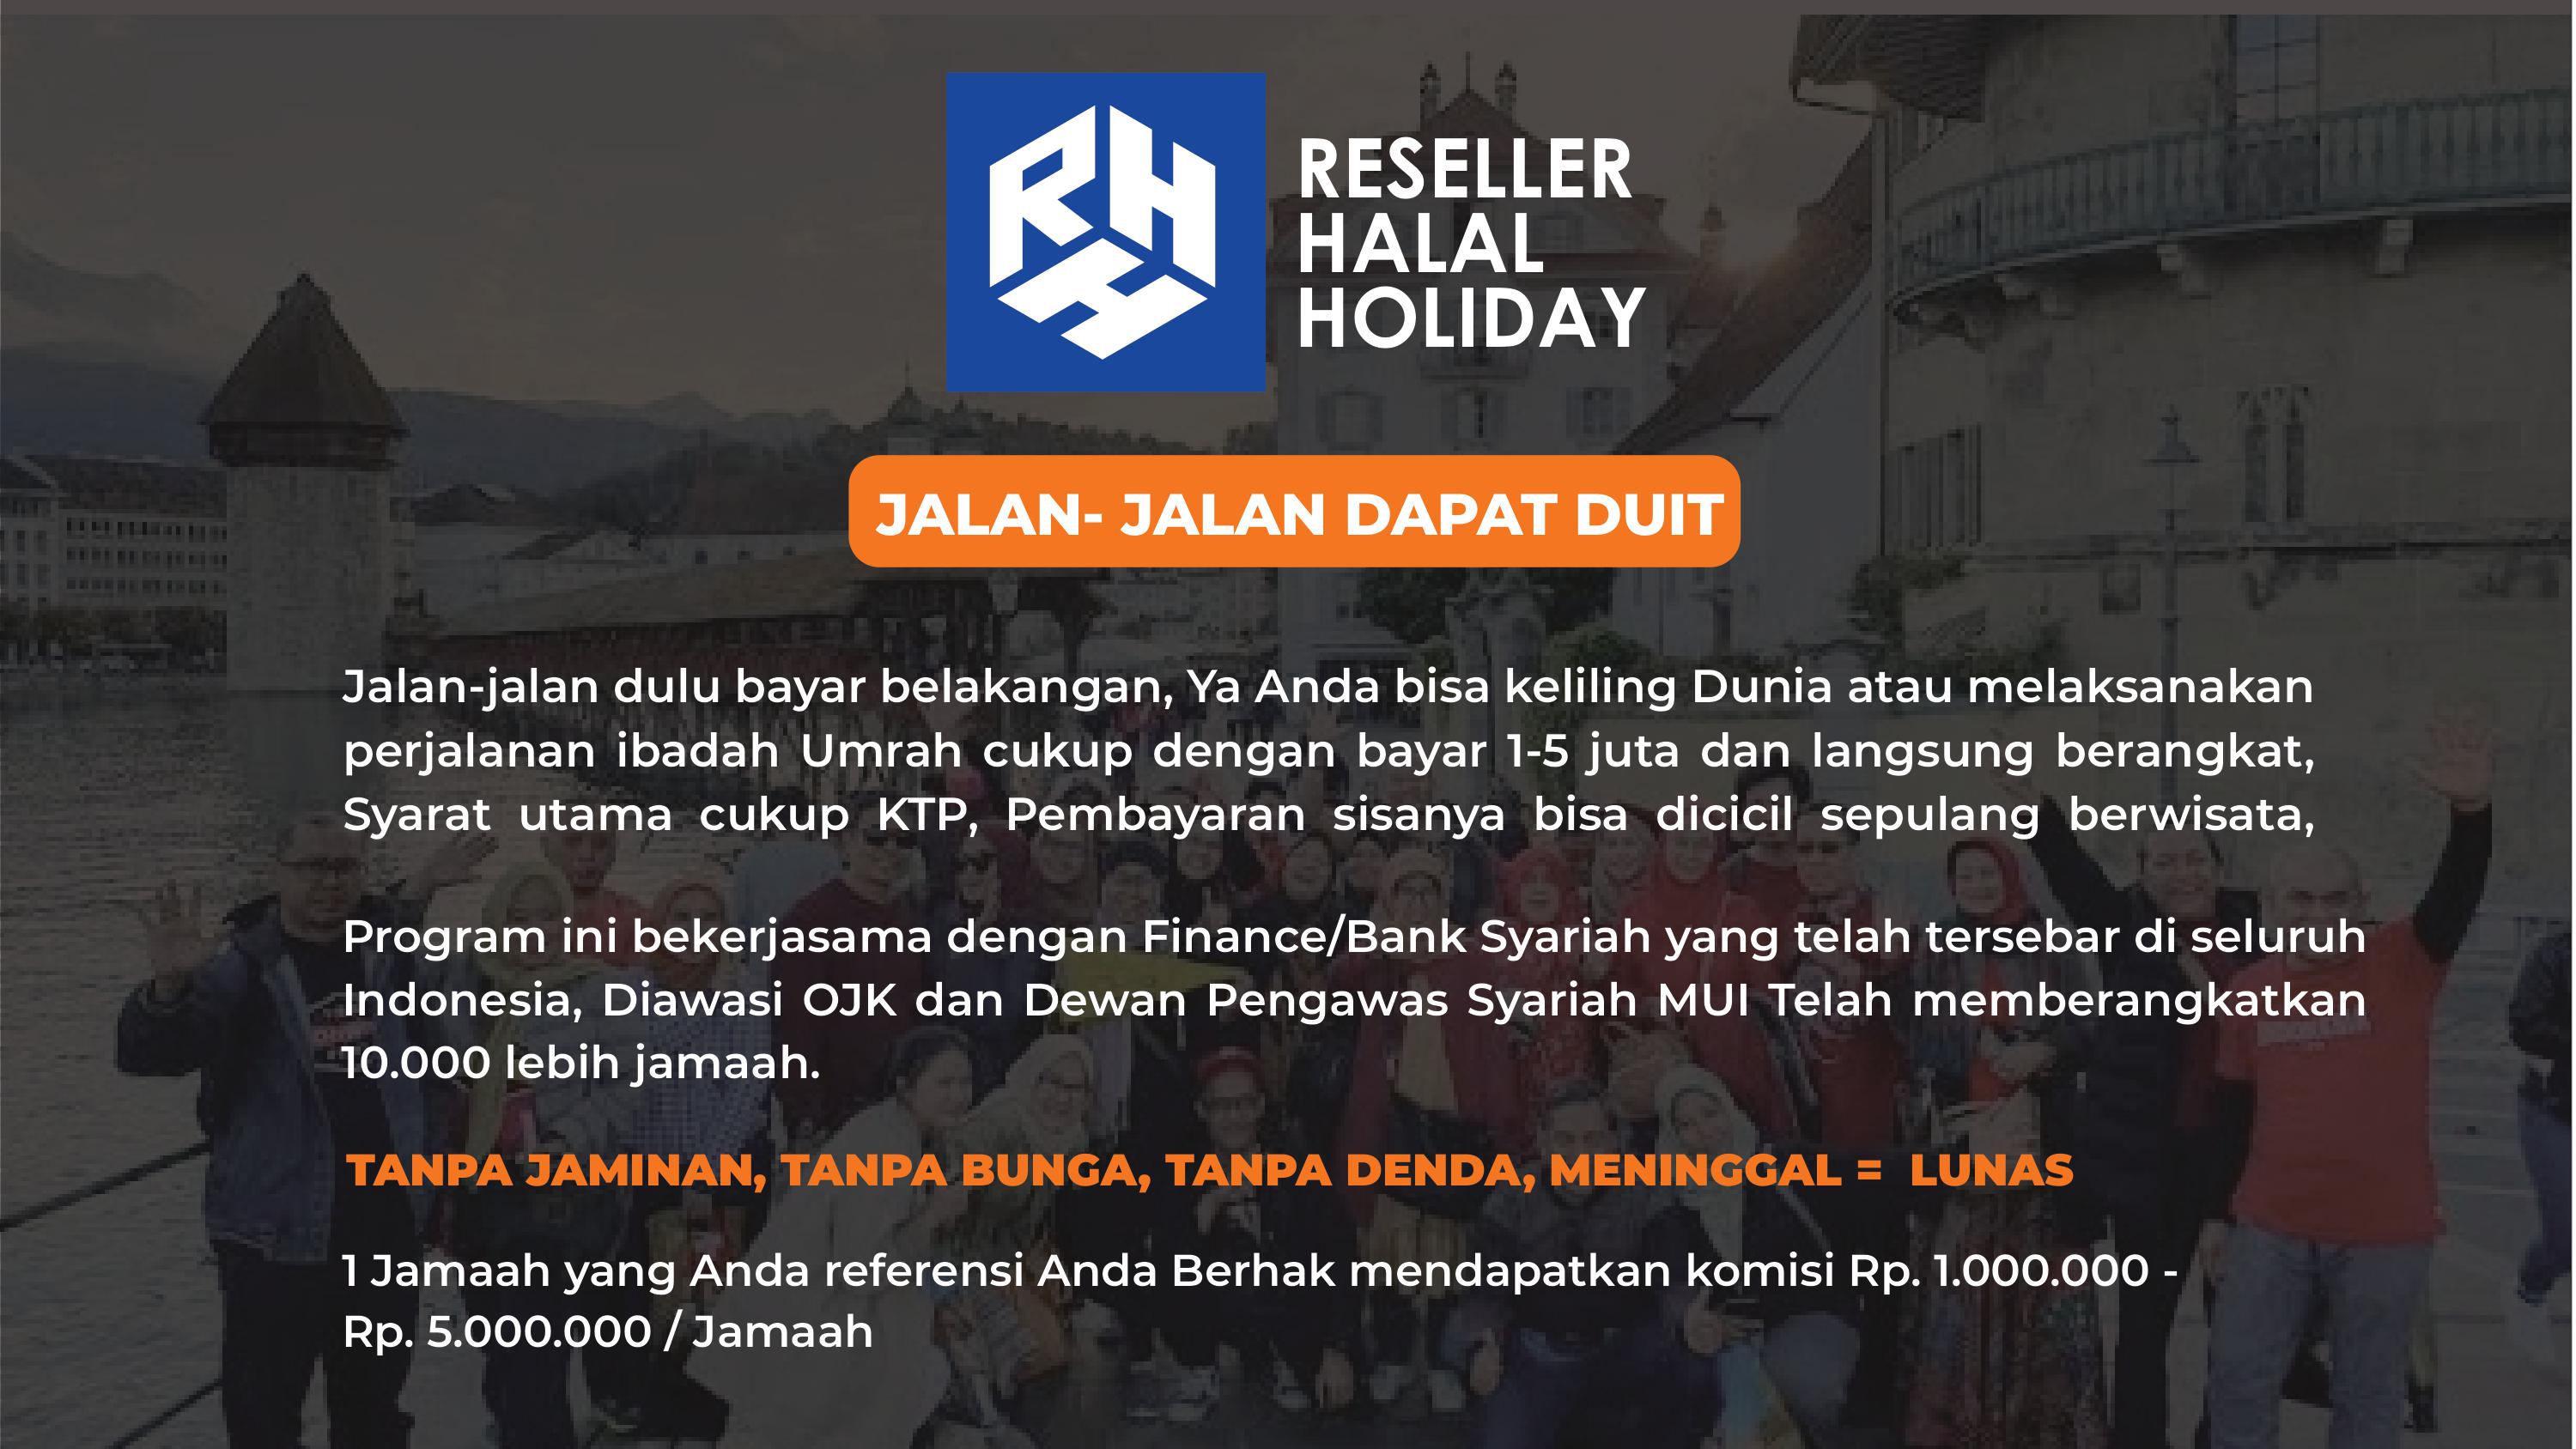 RHH
RESELLER
HALAL
HOLIDAY
JALAN- JALAN DAPAT DUIT
Jalan-jalan dulu bayar belakangan, Ya Anda bisa keliling Dunia atau melaksanakan
perjalanan ibadah Umrah cukup dengan bayar 1-5 juta dan langsung berangkat,
Syarat utama cukup KTP, Pembayaran sisanya bisa dicicil sepulang berwisata,
Program ini bekerjasama dengan Finance/Bank Syariah yang telah tersebar di seluruh
Indonesia, Diawasi OJK dan Dewan Pengawas Syariah MUI Telah memberangkatkan
10.000 lebih jamaah.
TANPA JAMINAN, TANPA BUNGA, TANPA DENDA, MENINGGAL = LUNAS
1 Jamaah yang Anda referensi Anda Berhak mendapatkan komisi Rp. 1.000.000 -
Rp. 5.000.000 / Jamaah